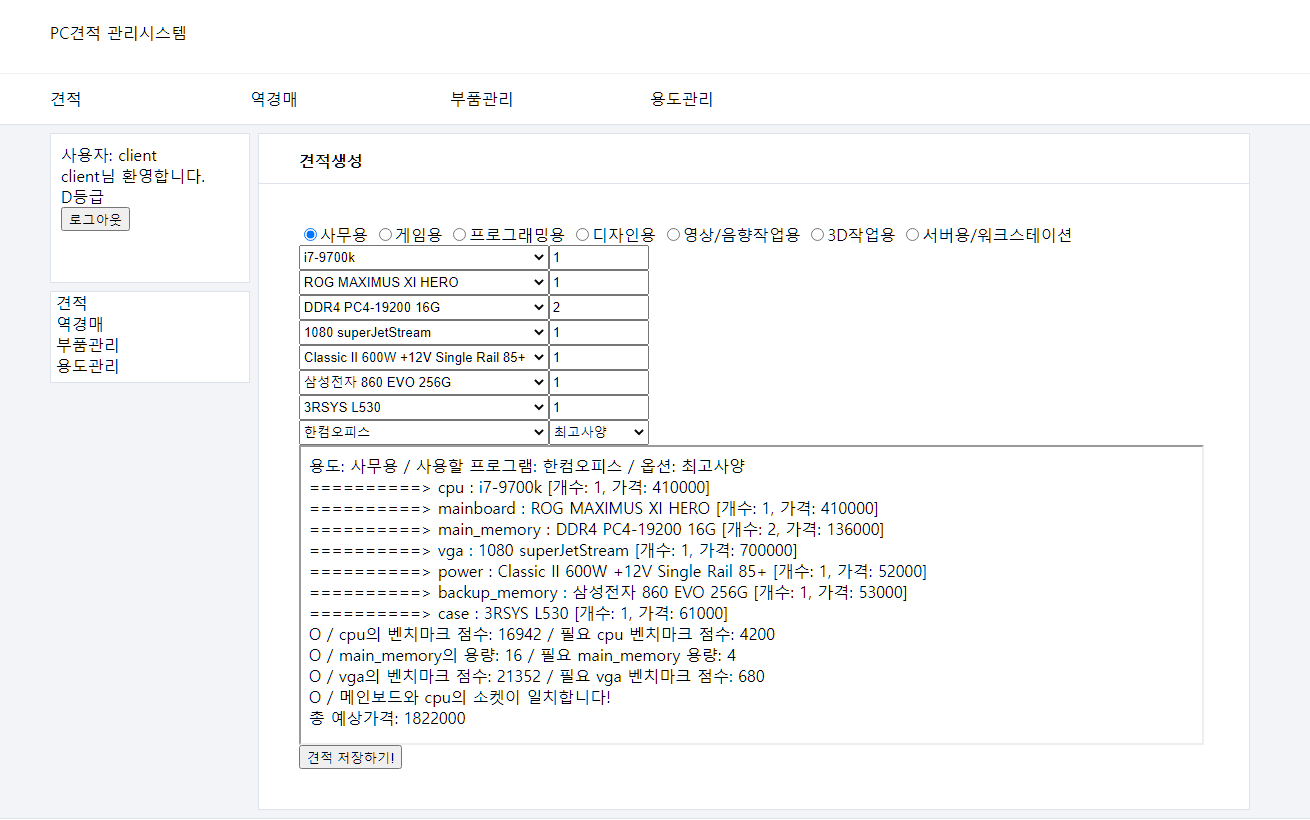 PC견적 관리시스템
견적 역경매 부품관리 용도관리
사용자: client
client님 환영합니다.
D등급
로그아웃
견적
역경매
부품관리
용도관리
견적생성
사무용 게임용 프로그래밍용 디자인용 영상/음향작업용 3D작업용 서버용/워크스테이션
i7-9700k 1
ROG MAXIMUS XI HERO 1
DDR4 PC4-19200 16G 2
1080 superJetStream 1
Classic II 600W +12V Single Rail 85+ 1
삼성전자 860 EVO 256G 1
3RSYS L530 1
한컴오피스 최고사양
용도: 사무용 / 사용할 프로그램: 한컴오피스 / 옵션: 최고사양
==========> cpu : i7-9700k [개수: 1, 가격: 410000]
==========> mainboard : ROG MAXIMUS XI HERO [개수: 1, 가격: 410000]
==========> main_memory : DDR4 PC4-19200 16G [개수: 2, 가격: 136000]
==========> vga : 1080 superJetStream [개수: 1, 가격: 700000]
==========> power : Classic II 600W +12V Single Rail 85+ [개수: 1, 가격: 52000]
==========> backup_memory : 삼성전자 860 EVO 256G [개수: 1, 가격: 53000]
==========> case : 3RSYS L530 [개수: 1, 가격: 61000]
O / cpu의 벤치마크 점수: 16942 / 필요 cpu 벤치마크 점수: 4200
O / main_memory의 용량: 16 / 필요 main_memory 용량: 4
O / vga의 벤치마크 점수: 21352 / 필요 vga 벤치마크 점수: 680
O / 메인보드와 cpu의 소켓이 일치합니다!
총 예상가격: 1822000
견적 저장하기!